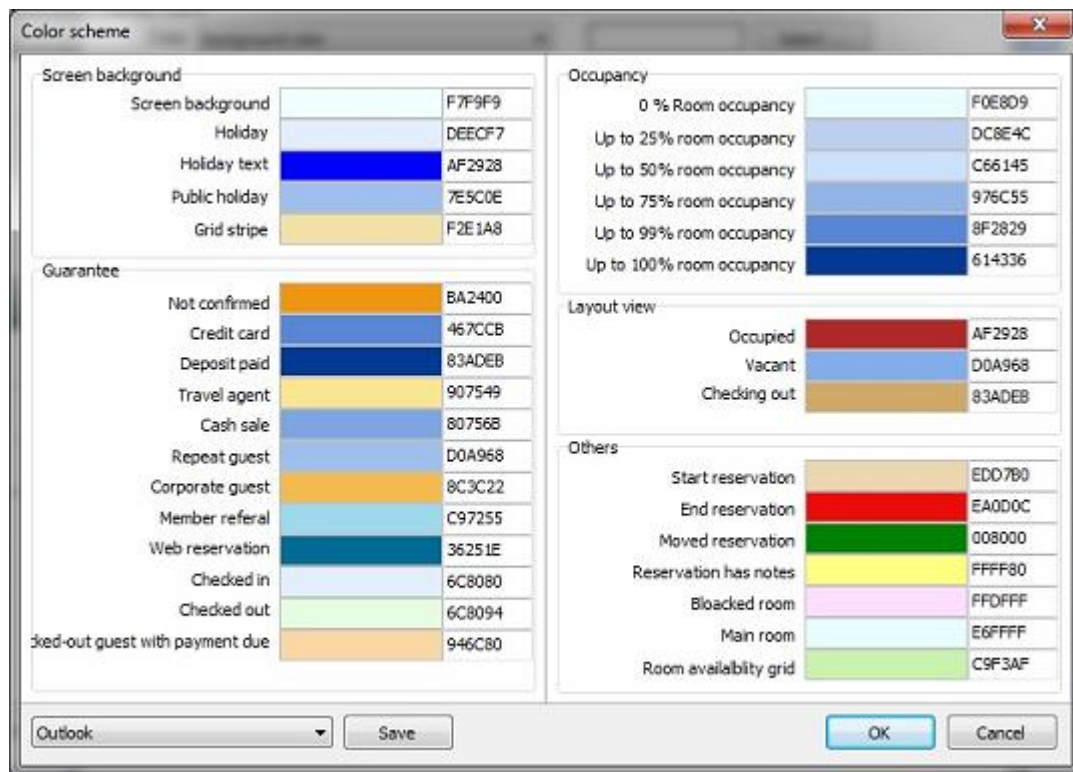 Color scheme
Screen background
Screen background F7F9F9
Holiday DEECF7
Holiday text AF2928
Public holiday 7E5C0E
Grid stripe F2E1A8
Guarantee
Not confirmed BA2400
Credit card 467CCB
Deposit paid 83ADEB
Travel agent 907549
Cash sale 80756B
Repeat guest D0A968
Corporate guest 8C3C22
Member referal C97255
Web reservation 36251E
Checked in 6C8080
Checked out 6C8094
cked-out guest with payment due 946C80
Occupancy
0 % Room occupancy F0E8D9
Up to 25% room occupancy DC8E4C
Up to 50% room occupancy C66145
Up to 75% room occupancy 976C55
Up to 99% room occupancy 8F2829
Up to 100% room occupancy 614336
Layout view
Occupied AF2928
Vacant D0A968
Checking out 83ADEB
Others
Start reservation EDD7B0
End reservation EA0D0C
Moved reservation 008000
Reservation has notes FFFF80
Bloacked room FFDFFF
Main room E6FFFF
Room availablity grid C9F3AF
Outlook Save OK Cancel